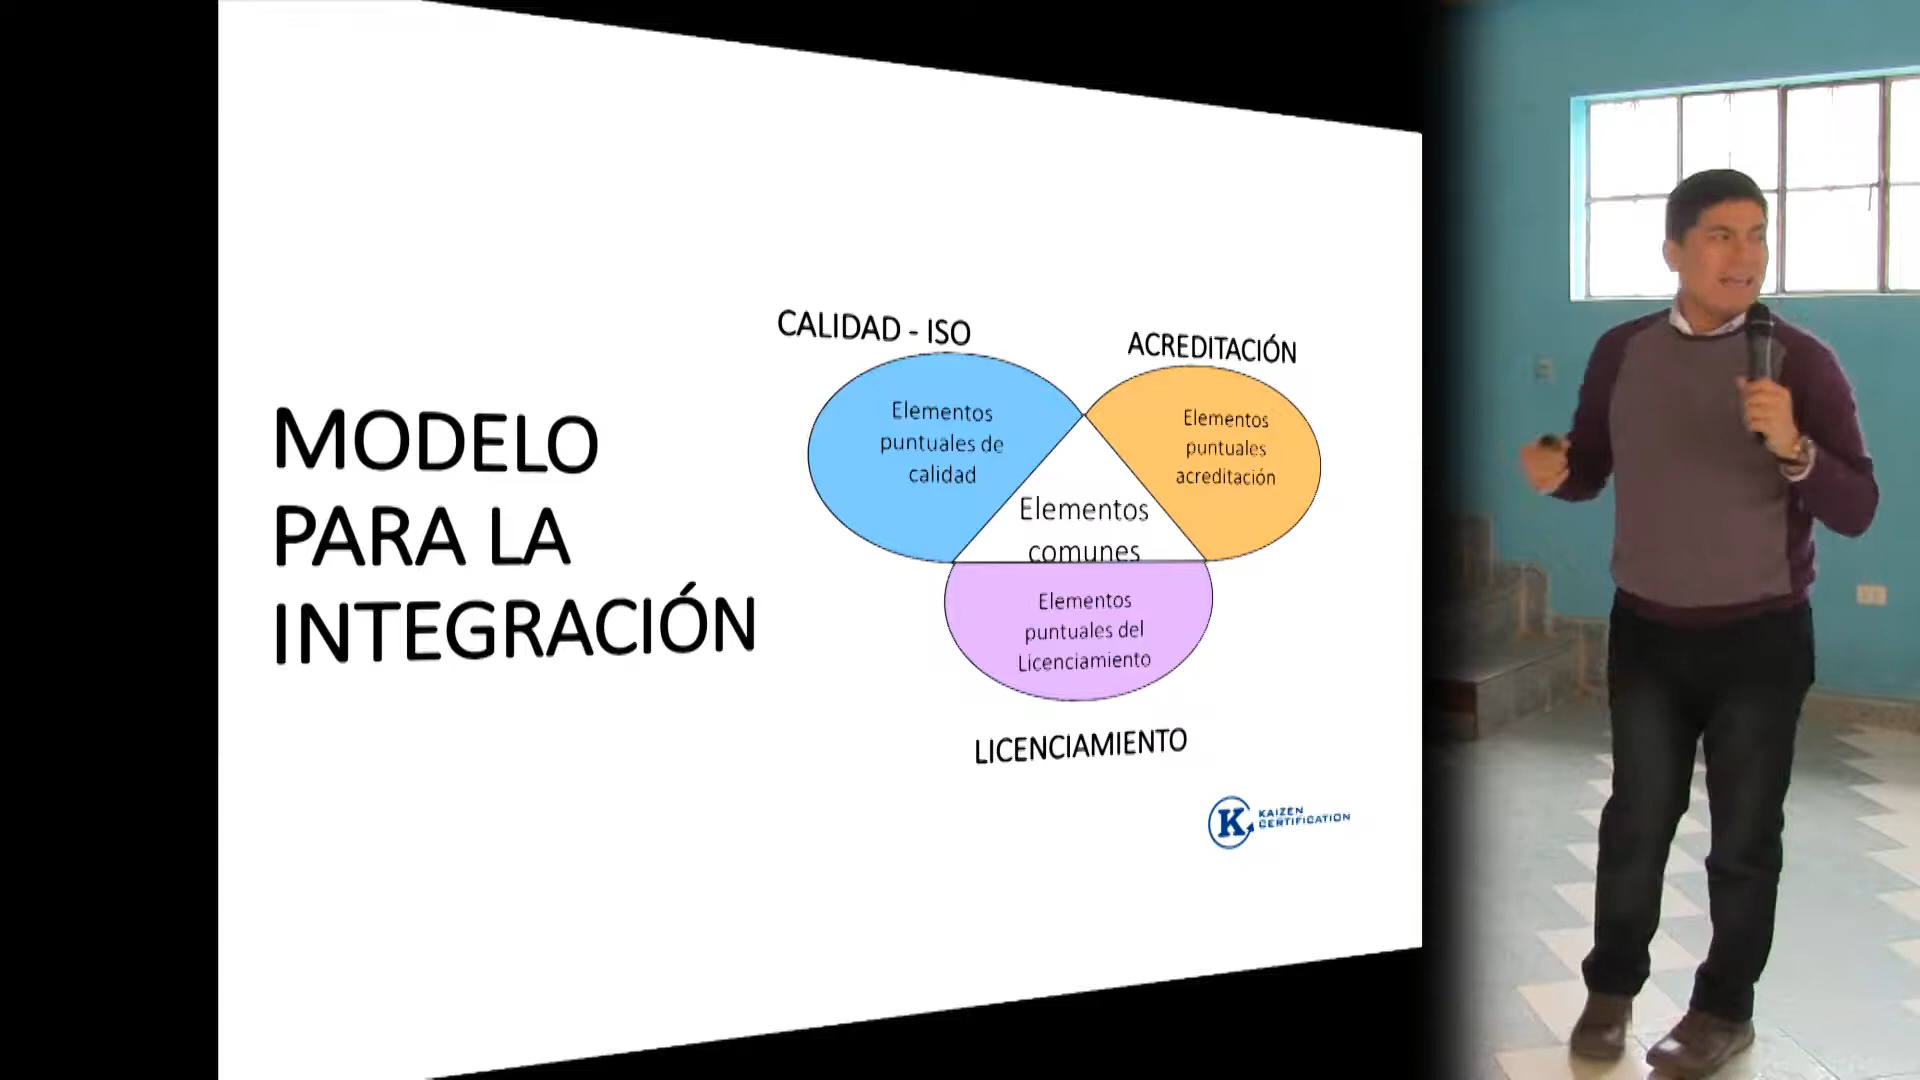 MODELO
PARA LA
INTEGRACIÓN
CALIDAD - ISO
ACREDITACIÓN
Elementos
puntuales de
calidad
Elementos
puntuales
acreditación
Elementos
comunes
Elementos
puntuales del
Licenciamiento
LICENCIAMIENTO
K
KAIZEN
CERTIFICATION